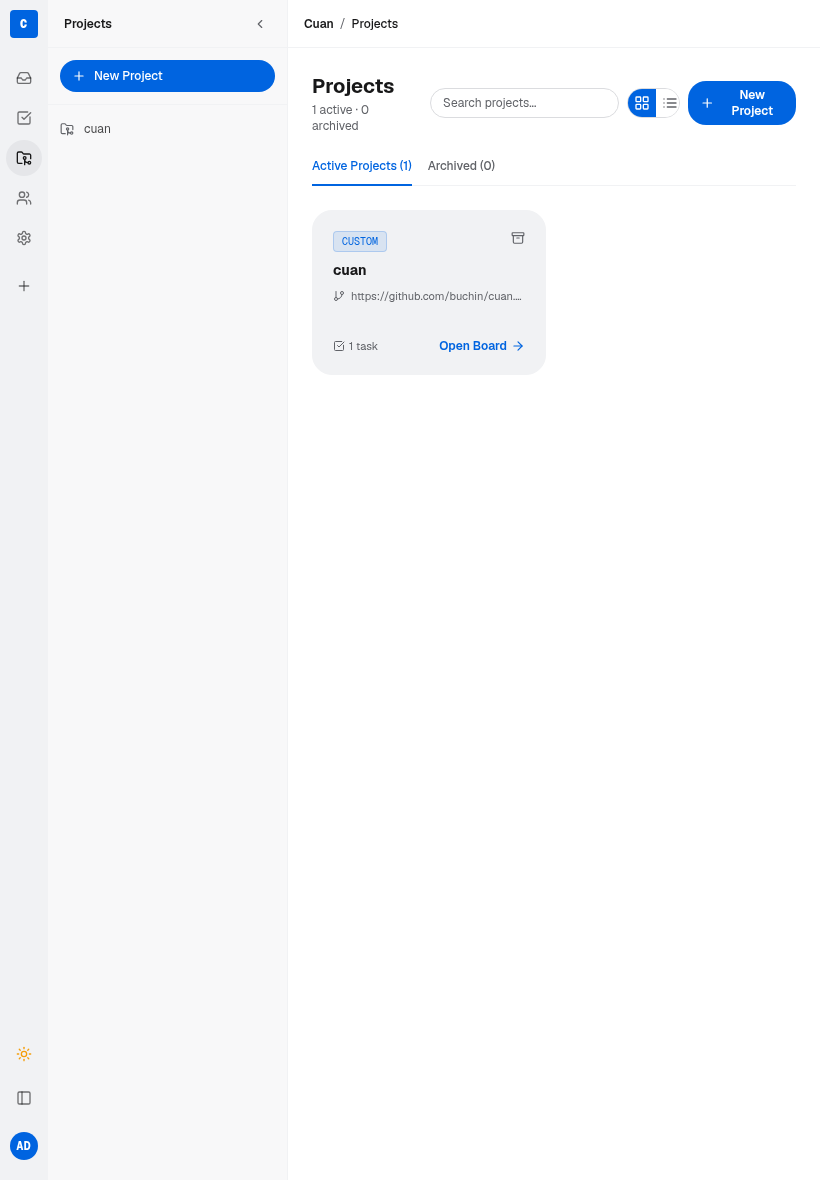 C
Projects
Cuan / Projects
New Project
cuan
Projects
1 active · 0
archived
Search projects...
New
Project
Active Projects (1)
Archived (0)
CUSTOM
cuan
https://github.com/buchin/cuan....
1 task
Open Board
AD